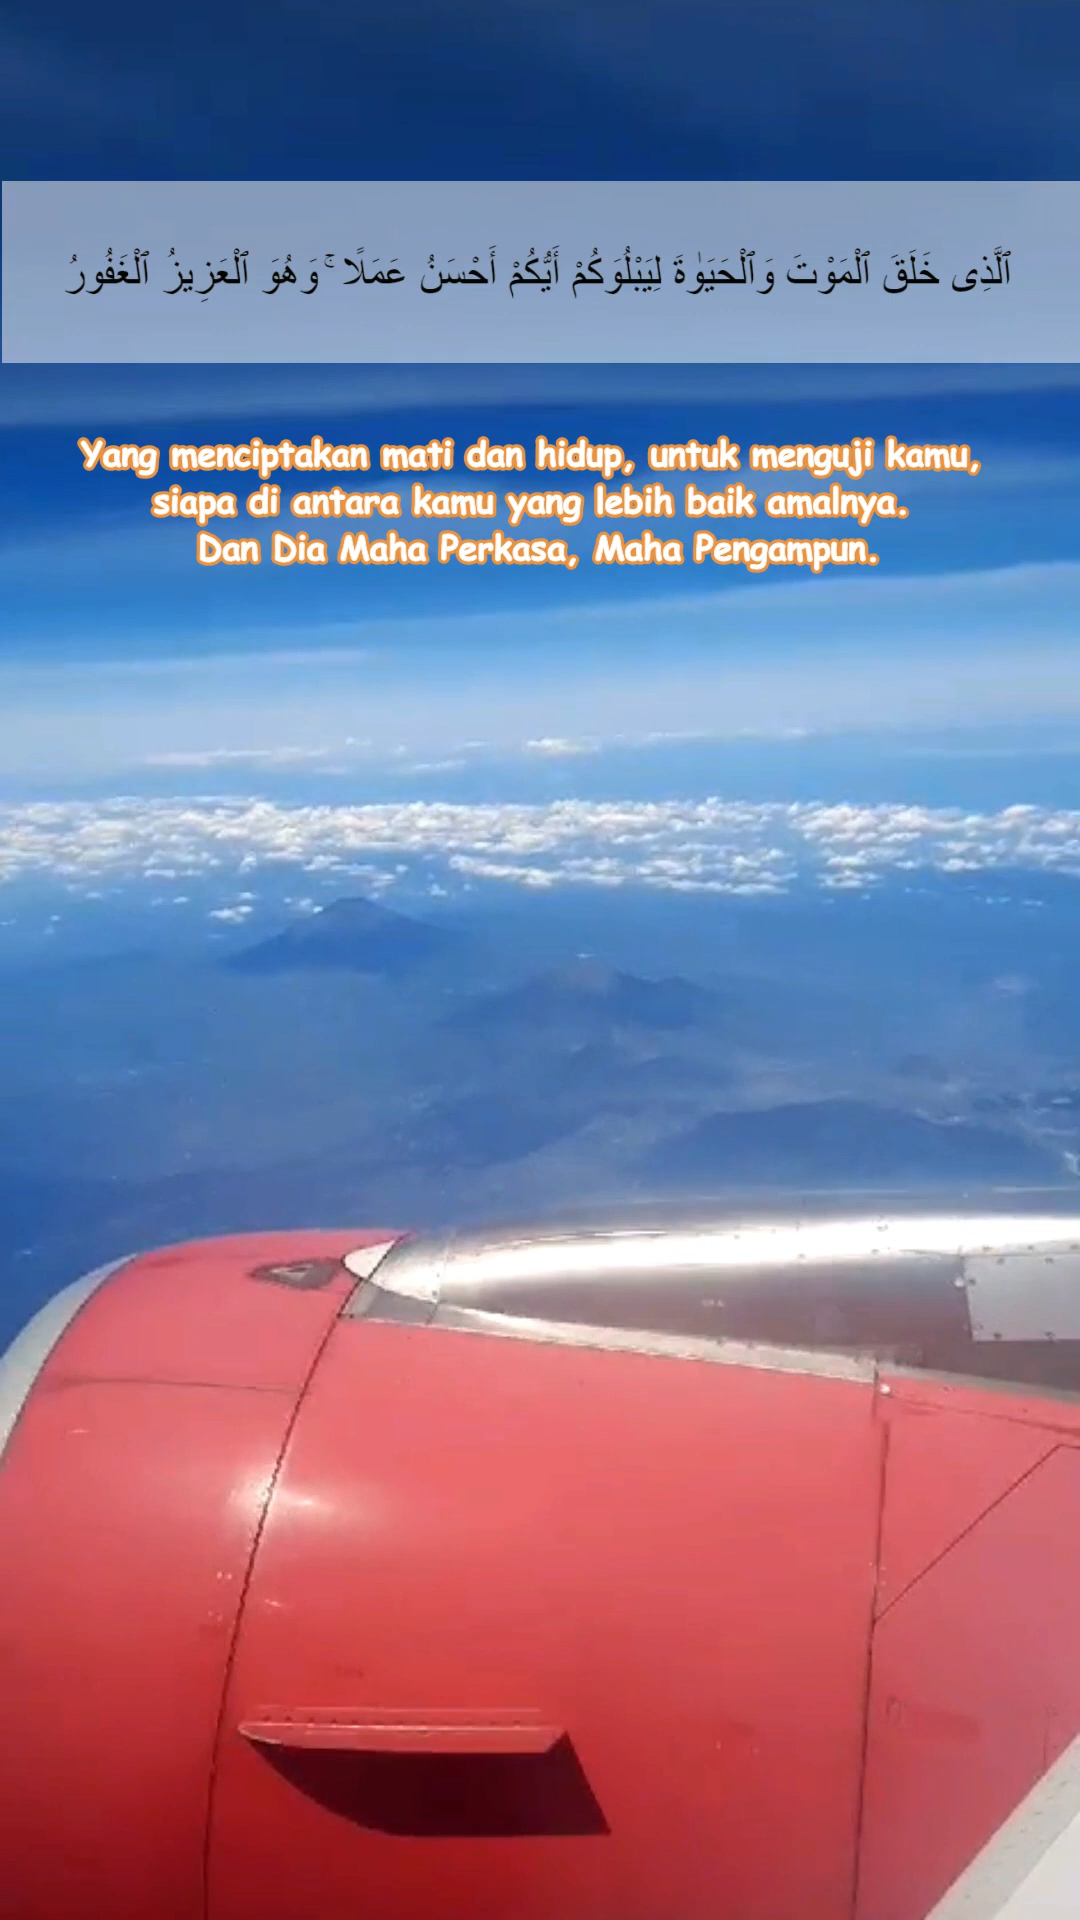 ٱلَّذِى خَلَقَ ٱلْمَوْتَ وَٱلْحَيَوٰةَ لِيَبْلُوَكُمْ أَيُّكُمْ أَحْسَنُ عَمَلًا ۚ وَهُوَ ٱلْعَزِيزُ ٱلْغَفُورُ
Yang menciptakan mati dan hidup, untuk menguji kamu,
siapa di antara kamu yang lebih baik amalnya.
Dan Dia Maha Perkasa, Maha Pengampun.